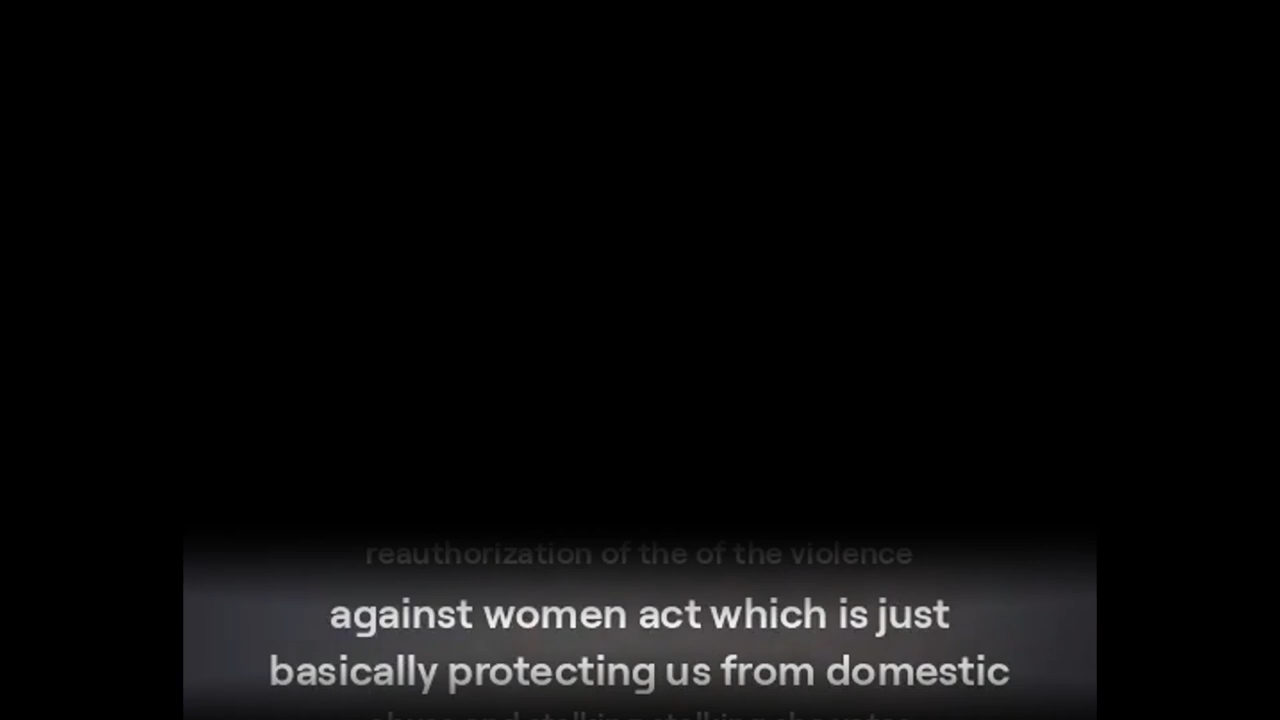 reauthorization of the of the violence
against women act which is just
basically protecting us from domestic